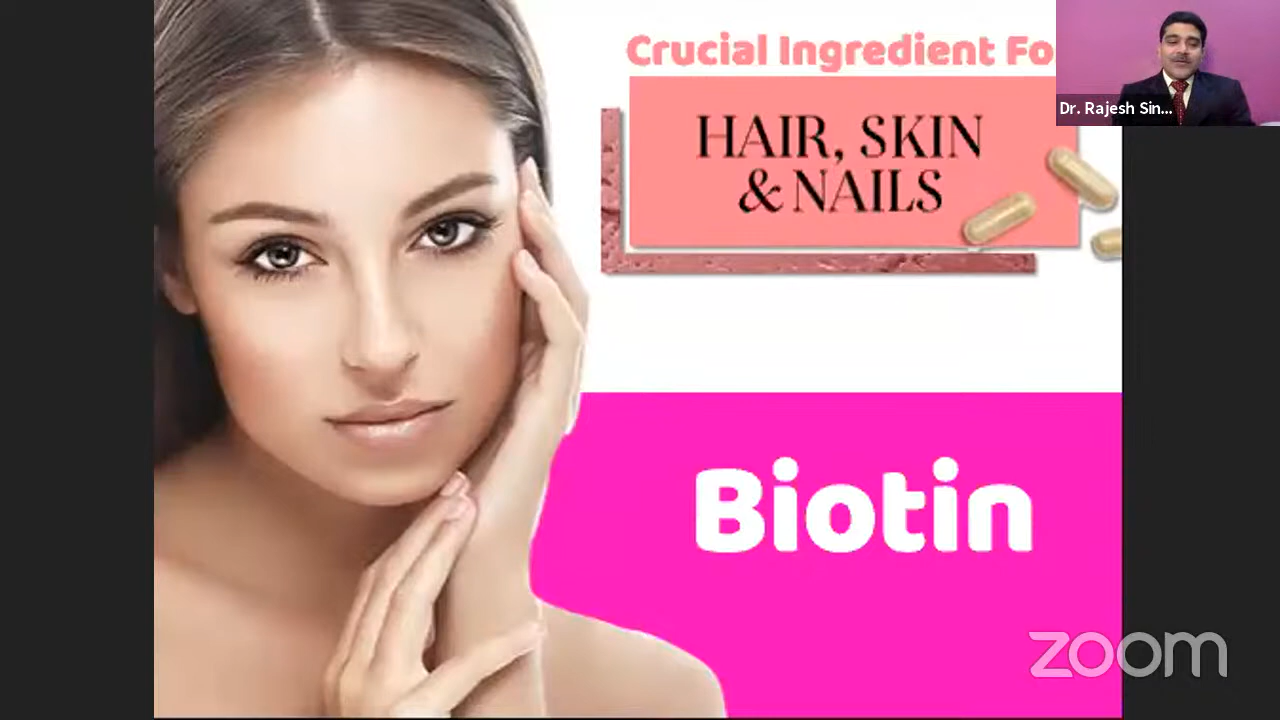 Crucial Ingredient Fo
HAIR, SKIN
& NAILS
Dr. Rajesh Sin...
Biotin
zoom